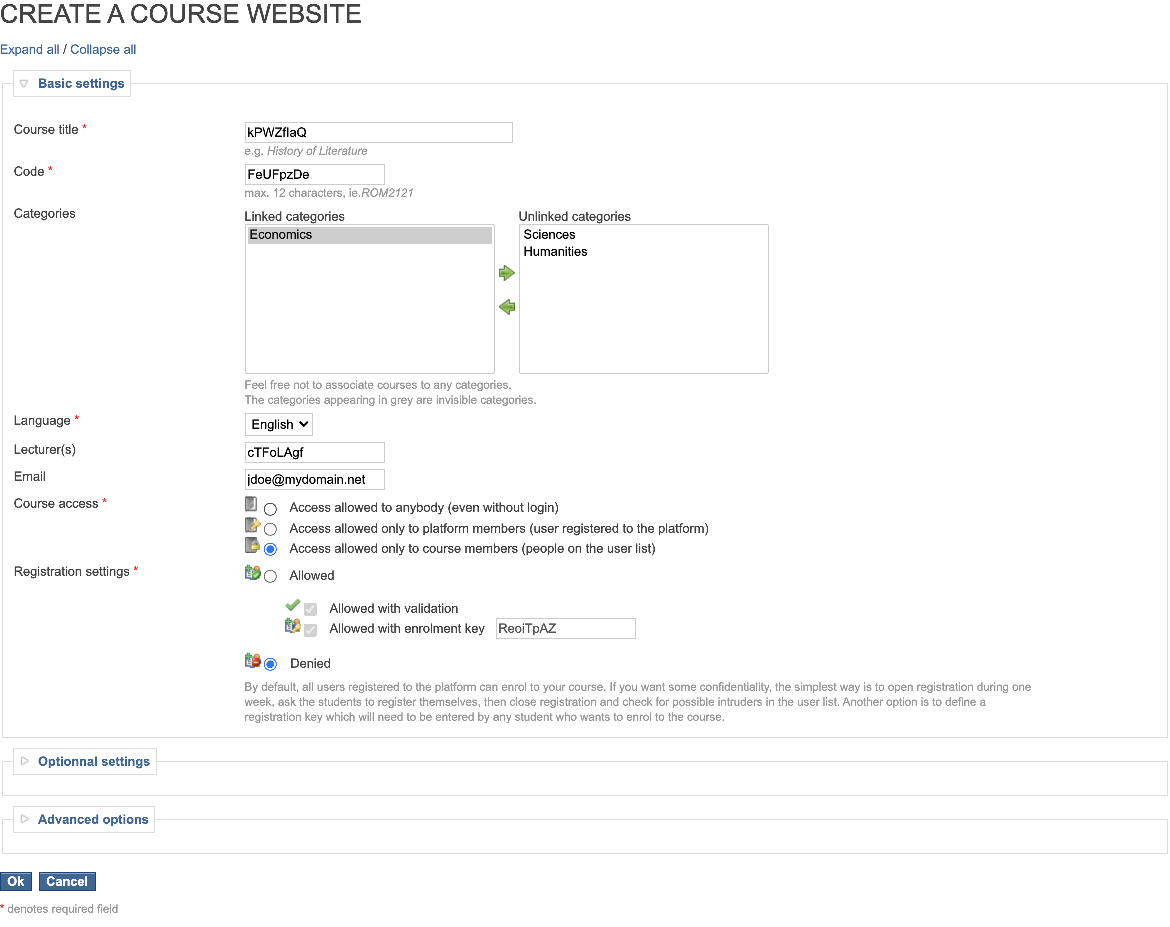 CREATE A COURSE WEBSITE
Expand all / Collapse all
Basic settings
Course title *
kPWZflaQ
e.g. History of Literature
Code *
FeUFpzDe
max. 12 characters, ie.ROM2121
Categories
Linked categories
Unlinked categories
Economics
Sciences
Humanities
Feel free not to associate courses to any categories.
The categories appearing in grey are invisible categories.
Language *
English
Lecturer(s)
cTFoLAgf
Email
jdoe@mydomain.net
Course access *
Access allowed to anybody (even without login)
Access allowed only to platform members (user registered to the platform)
Access allowed only to course members (people on the user list)
Registration settings *
Allowed
Allowed with validation
Allowed with enrolment key ReoiTpAZ
Denied
By default, all users registered to the platform can enrol to your course. If you want some confidentiality, the simplest way is to open registration during one
week, ask the students to register themselves, then close registration and check for possible intruders in the user list. Another option is to define a
registration key which will need to be entered by any student who wants to enrol to the course.
Optionnal settings
Advanced options
Ok Cancel
* denotes required field